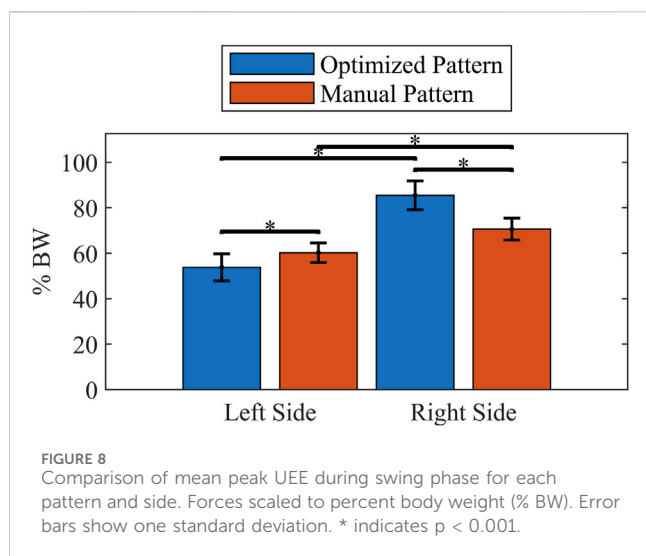 Optimized Pattern
Manual Pattern
*
*
*
*
100
80
60
40
20
0
% BW
Left Side
Right Side
FIGURE 8
Comparison of mean peak UEE during swing phase for each
pattern and side. Forces scaled to percent body weight (% BW). Error
bars show one standard deviation. * indicates p < 0.001.